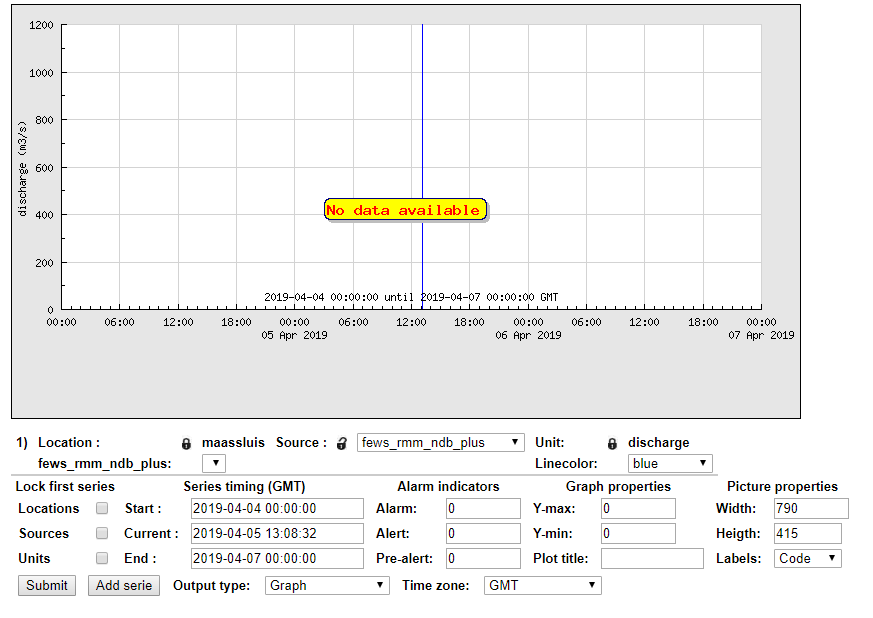 1200
1000
800
600
400
200
0
discharge (m3/s)
No data available
2019-04-04 00:00:00 until 2019-04-07 00:00:00 GMT
00:00 06:00 12:00 18:00 00:00 06:00 12:00 18:00 00:00 06:00 12:00 18:00 00:00
05 Apr 2019 06 Apr 2019 07 Apr 2019
1) Location : maassluis Source : fews_rmm_ndb_plus Unit: discharge
fews_rmm_ndb_plus: Linecolor: blue
Lock first series Series timing (GMT) Alarm indicators Graph properties Picture properties
Locations Start : 2019-04-04 00:00:00 Alarm: 0 Y-max: 0 Width: 790
Sources Current : 2019-04-05 13:08:32 Alert: 0 Y-min: 0 Heigth: 415
Units End : 2019-04-07 00:00:00 Pre-alert: 0 Plot title: Labels: Code
Submit Add serie Output type: Graph Time zone: GMT